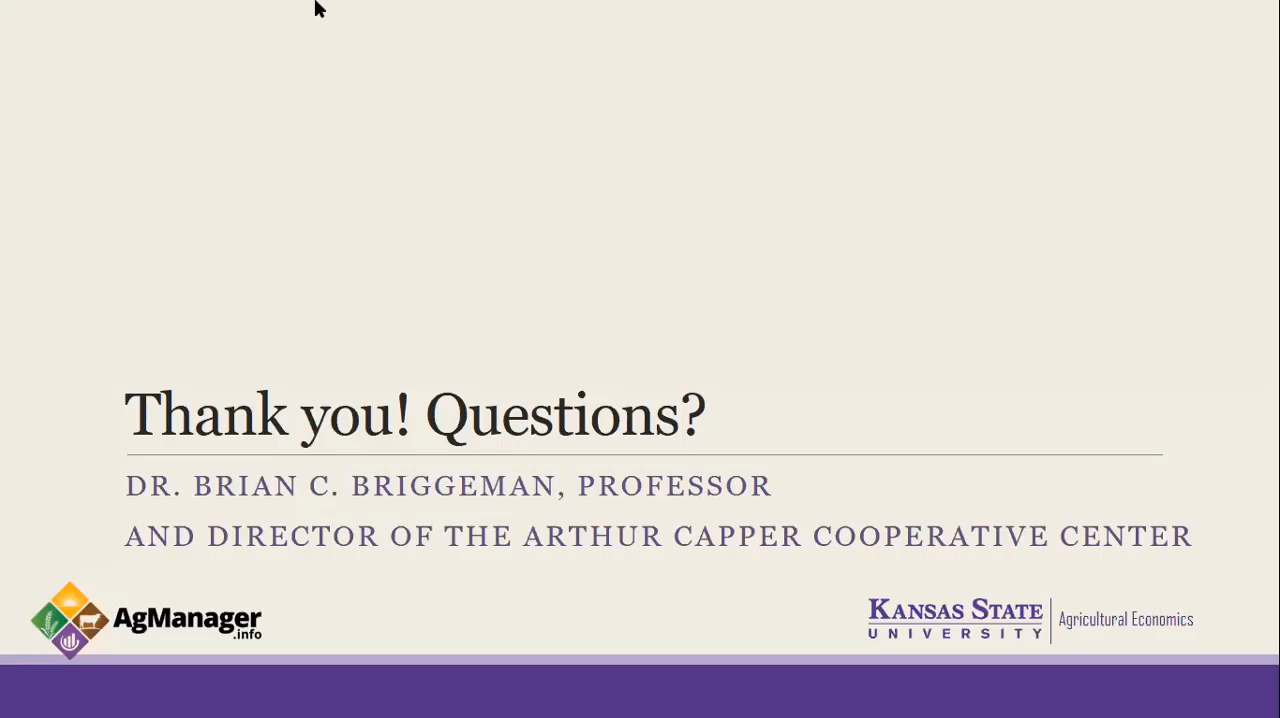 Thank you! Questions?
DR. BRIAN C. BRIGGEMAN, PROFESSOR
AND DIRECTOR OF THE ARTHUR CAPPER COOPERATIVE CENTER
AgManager
.info
KANSAS STATE
UNIVERSITY
Agricultural Economics